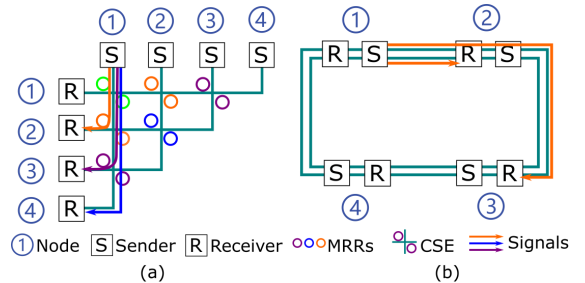 1 2 3 4
S S S S
1 R
2 R
3 R
4 R
(a)
1 2
R S R S
S R S R
4 3
(b)
1 Node S Sender R Receiver MRRs CSE Signals